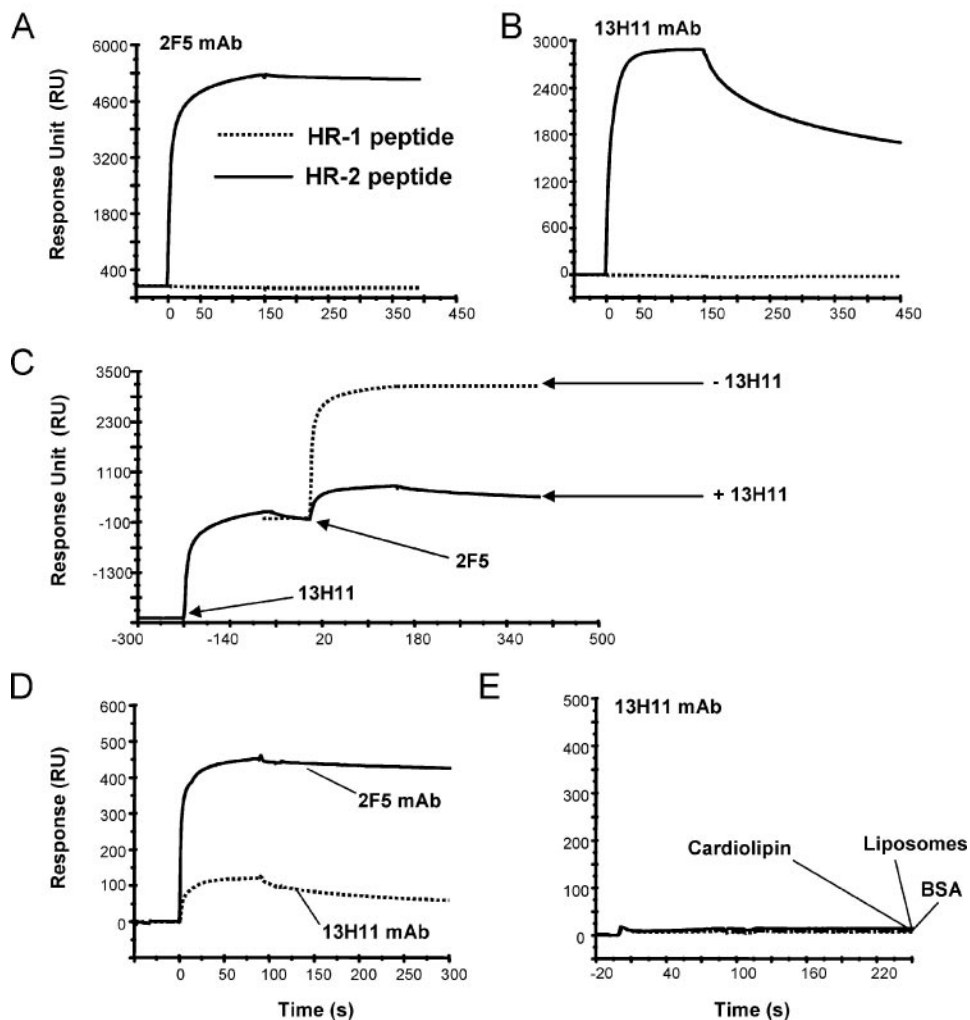 A
2F5 mAb
Response Unit (RU)
6000
4600
3200
1800
400
HR-1 peptide
HR-2 peptide
0
50
150
250
350
450
B
13H11 mAb
3000
2400
1800
1200
600
0
0
50
150
250
350
450
C
Response Unit (RU)
3500
2300
1100
-100
-1300
- 13H11
+ 13H11
2F5
13H11
-300
-140
20
180
340
500
D
Response (RU)
600
500
400
300
200
100
0
2F5 mAb
13H11 mAb
0
50
100
150
200
250
300
Time (s)
E
13H11 mAb
500
400
300
200
100
0
Cardiolipin
Liposomes
BSA
-20
40
100
160
220
Time (s)